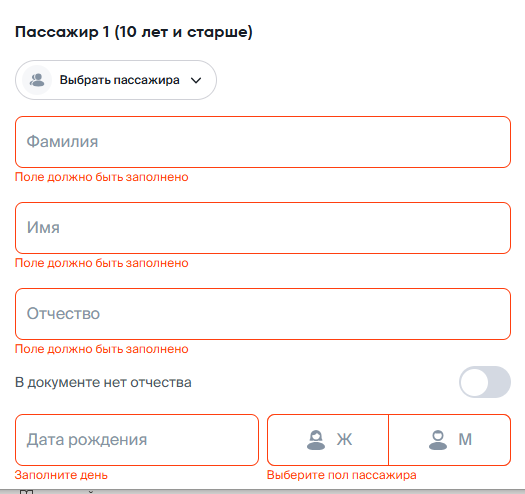 Пассажир 1 (10 лет и старше)
Выбрать пассажира
Фамилия
Поле должно быть заполнено
Имя
Поле должно быть заполнено
Отчество
Поле должно быть заполнено
В документе нет отчества
Дата рождения Ж М
Заполните день Выберите пол пассажира